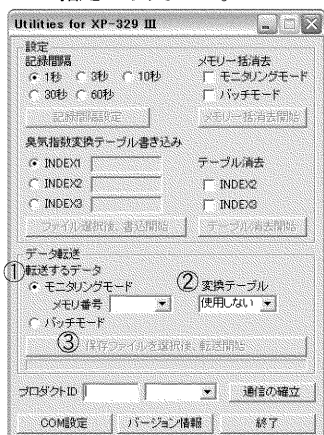 Utilities for XP-329 III
設定
記録間隔
1秒 3秒 10秒
30秒 60秒
記録間隔設定
メモリ一括消去
モニタリングモード
バッチモード
メモリ一括消去開始
臭気指数変換テーブル書き込み
INDEX1
INDEX2
INDEX3
ファイル選択後、書込開始
テーブル消去
INDEX2
INDEX3
テーブル消去開始
データ転送
①転送するデータ
モニタリングモード
メモリ番号
バッチモード
②変換テーブル
使用しない
③保存ファイルを選択後、転送開始
プロダクトID
通信の確立
COM設定 バージョン情報 終了